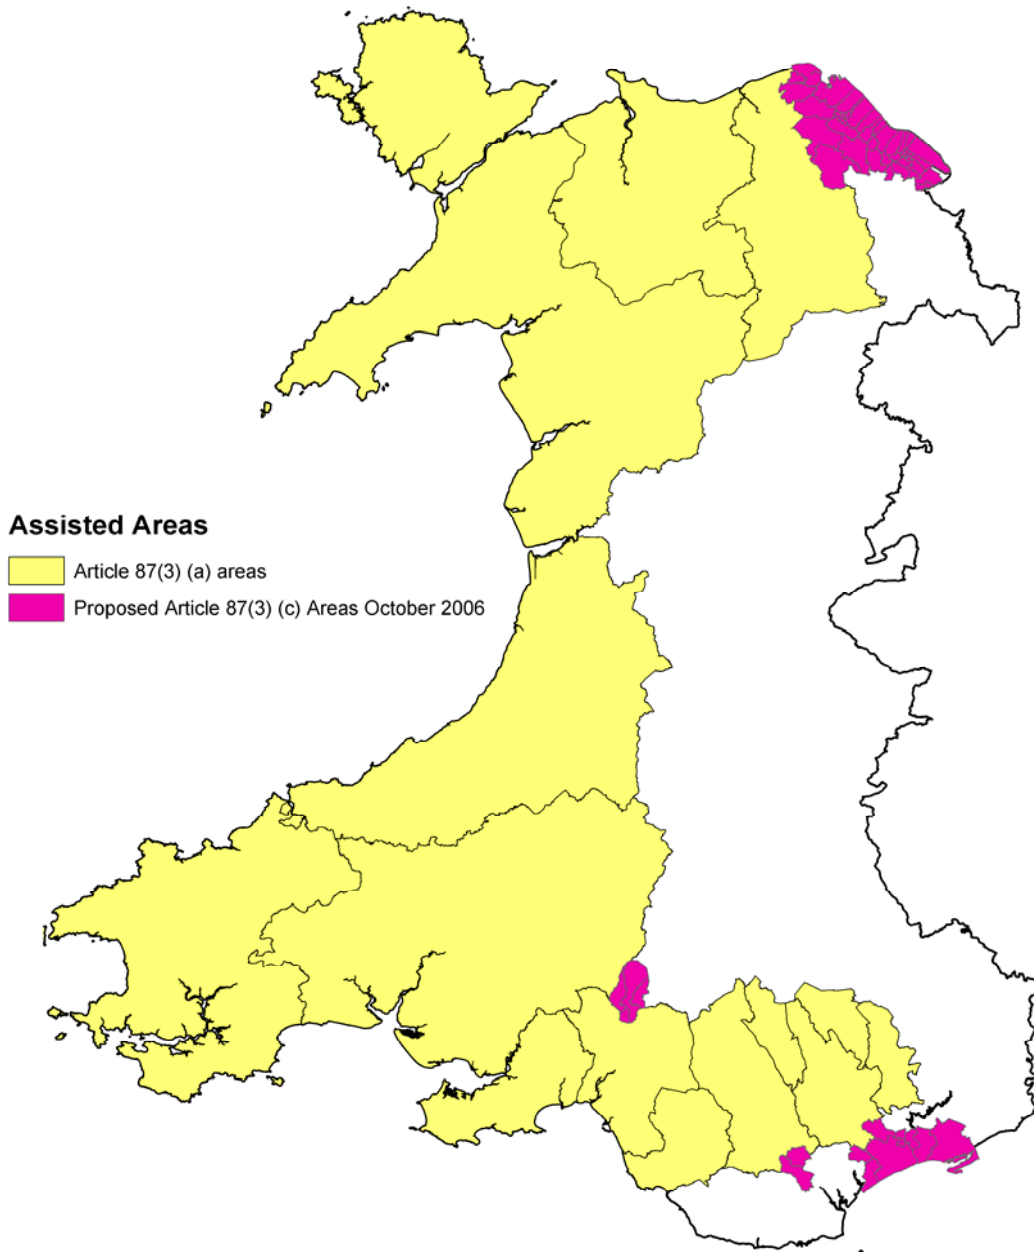 Assisted Areas
Article 87(3) (a) areas
Proposed Article 87(3) (c) Areas October 2006